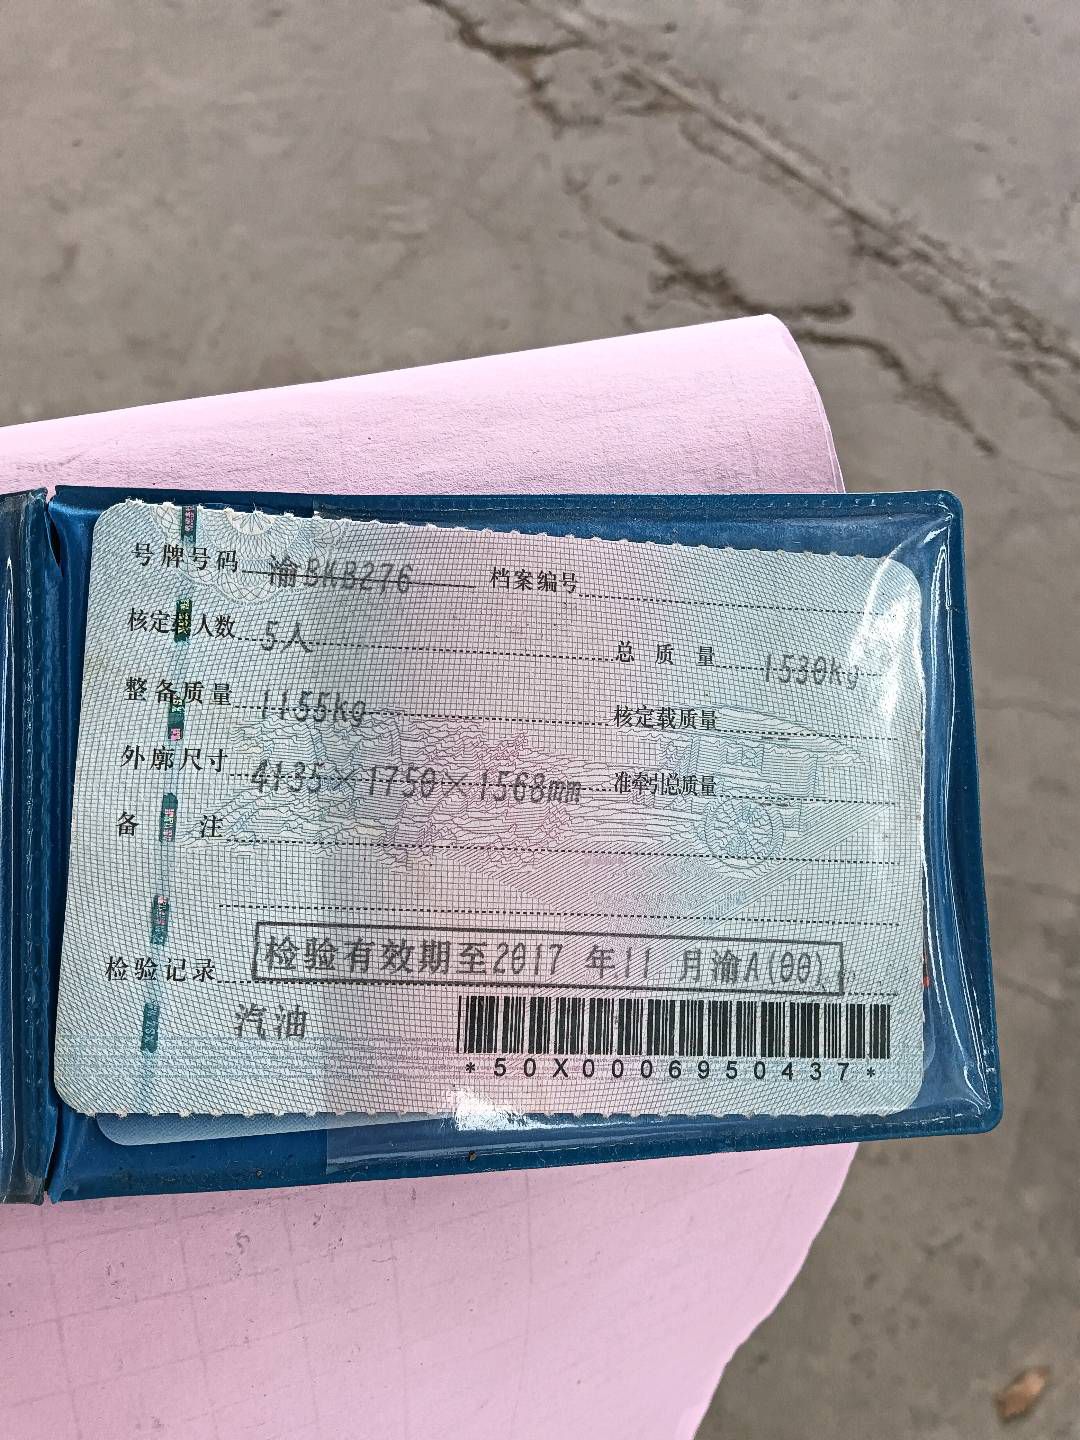 号牌号码 渝BKB276 档案编号
核定载人数 5人 总质量 1530kg
整备质量 1155kg 核定载质量
外廓尺寸 4135×1750×1568mm 准牵引总质量
备注
检验记录 检验有效期至2017年11月渝A(00)
汽油
*50X0006950437*